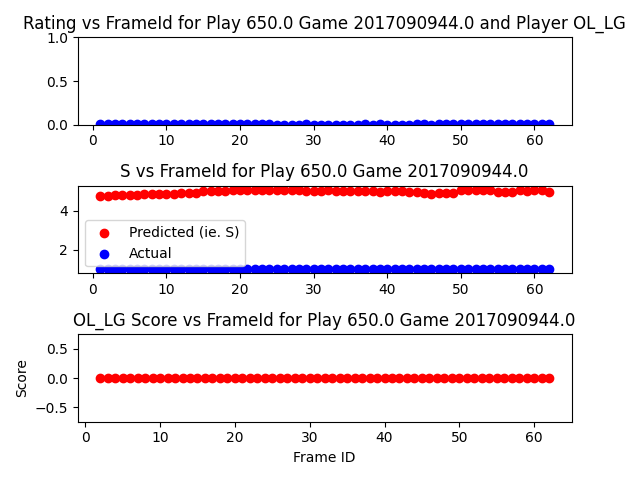 Rating vs FrameId for Play 650.0 Game 2017090944.0 and Player OL_LG
1.0
0.5
0.0
0 10 20 30 40 50 60
S vs FrameId for Play 650.0 Game 2017090944.0
4
2
Predicted (ie. S)
Actual
0 10 20 30 40 50 60
OL_LG Score vs FrameId for Play 650.0 Game 2017090944.0
Score
0.5
0.0
−0.5
0 10 20 30 40 50 60
Frame ID